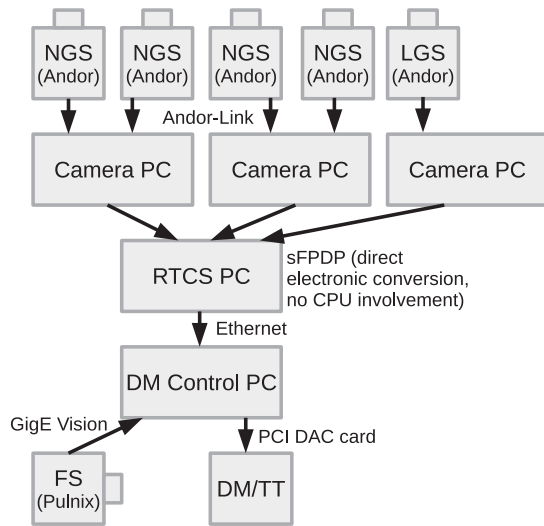 NGS
(Andor)
NGS
(Andor)
NGS
(Andor)
NGS
(Andor)
LGS
(Andor)
Andor-Link
Camera PC
Camera PC
Camera PC
RTCS PC
sFPDP (direct
electronic conversion,
no CPU involvement)
Ethernet
DM Control PC
GigE Vision
PCI DAC card
FS
(Pulnix)
DM/TT